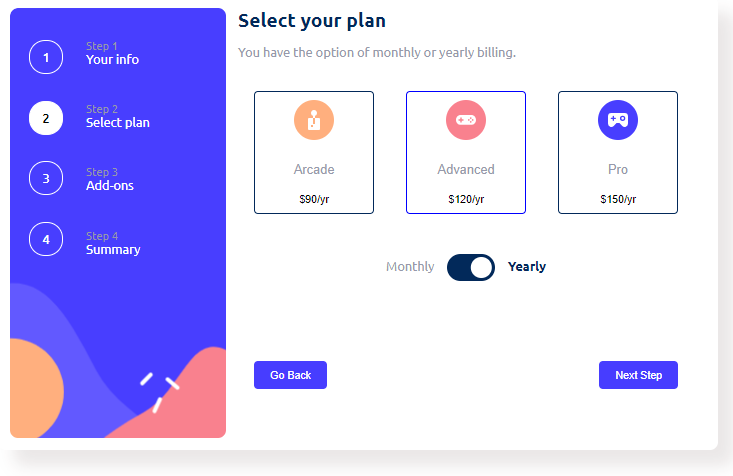 1
Step 1
Your info
2
Step 2
Select plan
3
Step 3
Add-ons
4
Step 4
Summary
Select your plan
You have the option of monthly or yearly billing.
Arcade
$90/yr
Advanced
$120/yr
Pro
$150/yr
Monthly
Yearly
Go Back
Next Step